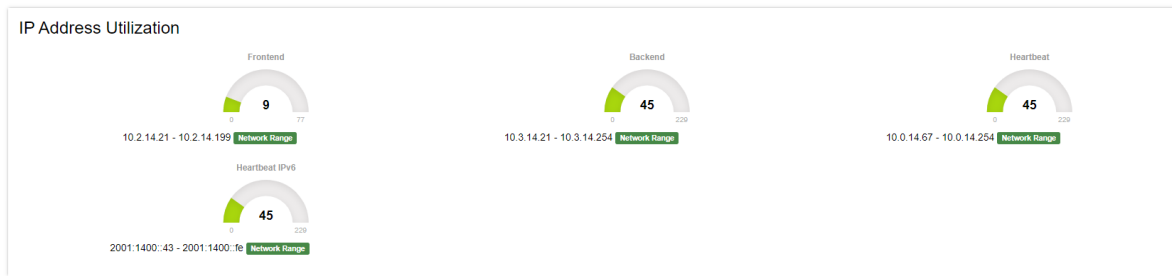 IP Address Utilization
Frontend
9
0 77
10.2.14.21 - 10.2.14.199 Network Range
Backend
45
0 229
10.3.14.21 - 10.3.14.254 Network Range
Heartbeat
45
0 229
10.0.14.67 - 10.0.14.254 Network Range
Heartbeat IPv6
45
0 229
2001:1400::43 - 2001:1400::fe Network Range